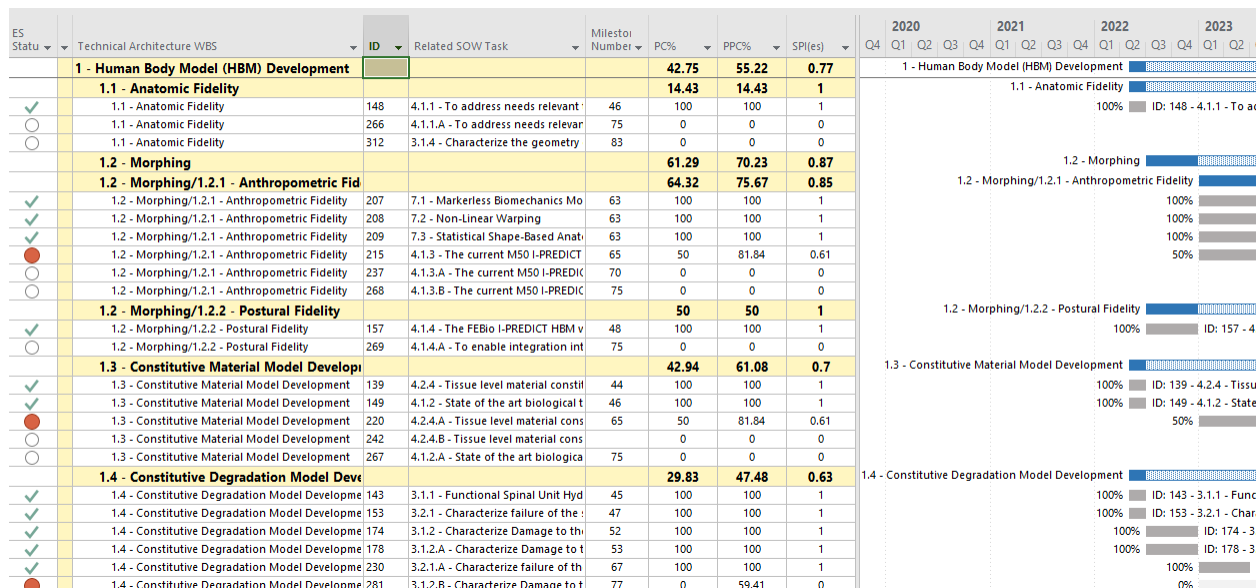 2020 2021 2022 2023
ES Statu Technical Architecture WBS ID Related SOW Task Milestor Number PC% PPC% SPI(es) Q4 Q1 Q2 Q3 Q4 Q1 Q2 Q3 Q4 Q1 Q2 Q3 Q4 Q1 Q2
1 - Human Body Model (HBM) Development 42.75 55.22 0.77 1 - Human Body Model (HBM) Development
1.1 - Anatomic Fidelity 14.43 14.43 1 1.1 - Anatomic Fidelity
1.1 - Anatomic Fidelity 148 4.1.1 - To address needs relevant 46 100 100 1 100% ID: 148 - 4.1.1 - To ac
1.1 - Anatomic Fidelity 266 4.1.1.A - To address needs relevan 75 0 0 0
1.1 - Anatomic Fidelity 312 3.1.4 - Characterize the geometry 83 0 0 0
1.2 - Morphing 61.29 70.23 0.87 1.2 - Morphing
1.2 - Morphing/1.2.1 - Anthropometric Fid 64.32 75.67 0.85 1.2 - Morphing/1.2.1 - Anthropometric Fidelity
1.2 - Morphing/1.2.1 - Anthropometric Fidelity 207 7.1 - Markerless Biomechanics Mo 63 100 100 1 100%
1.2 - Morphing/1.2.1 - Anthropometric Fidelity 208 7.2 - Non-Linear Warping 63 100 100 1 100%
1.2 - Morphing/1.2.1 - Anthropometric Fidelity 209 7.3 - Statistical Shape-Based Anat 63 100 100 1 100%
1.2 - Morphing/1.2.1 - Anthropometric Fidelity 215 4.1.3 - The current M50 I-PREDICT 65 50 81.84 0.61 50%
1.2 - Morphing/1.2.1 - Anthropometric Fidelity 237 4.1.3.A - The current M50 I-PREDIC 70 0 0 0
1.2 - Morphing/1.2.1 - Anthropometric Fidelity 268 4.1.3.B - The current M50 I-PREDIC 75 0 0 0
1.2 - Morphing/1.2.2 - Postural Fidelity 50 50 1 1.2 - Morphing/1.2.2 - Postural Fidelity
1.2 - Morphing/1.2.2 - Postural Fidelity 157 4.1.4 - The FEBio I-PREDICT HBM w 48 100 100 1 100% ID: 157 - 4
1.2 - Morphing/1.2.2 - Postural Fidelity 269 4.1.4.A - To enable integration int 75 0 0 0
1.3 - Constitutive Material Model Develop 42.94 61.08 0.7 1.3 - Constitutive Material Model Development
1.3 - Constitutive Material Model Development 139 4.2.4 - Tissue level material constit 44 100 100 1 100% ID: 139 - 4.2.4 - Tissu
1.3 - Constitutive Material Model Development 149 4.1.2 - State of the art biological t 46 100 100 1 100% ID: 149 - 4.1.2 - State
1.3 - Constitutive Material Model Development 220 4.2.4.A - Tissue level material cons 65 50 81.84 0.61 50%
1.3 - Constitutive Material Model Development 242 4.2.4.B - Tissue level material cons 0 0 0
1.3 - Constitutive Material Model Development 267 4.1.2.A - State of the art biologica 75 0 0 0
1.4 - Constitutive Degradation Model Deve 29.83 47.48 0.63 1.4 - Constitutive Degradation Model Development
1.4 - Constitutive Degradation Model Developme 143 3.1.1 - Functional Spinal Unit Hyd 45 100 100 1 100% ID: 143 - 3.1.1 - Func
1.4 - Constitutive Degradation Model Developme 153 3.2.1 - Characterize failure of the s 47 100 100 1 100% ID: 153 - 3.2.1 - Char
1.4 - Constitutive Degradation Model Developme 174 3.1.2 - Characterize Damage to th 52 100 100 1 100% ID: 174 - 3
1.4 - Constitutive Degradation Model Developme 178 3.1.2.A - Characterize Damage to t 53 100 100 1 100% ID: 178 - 3
1.4 - Constitutive Degradation Model Developme 230 3.2.1.A - Characterize failure of th 67 100 100 1 100%
1.4 - Constitutive Degradation Model Developme 281 3.1.2.B - Characterize Damage to t 77 0 59.41 0 0%